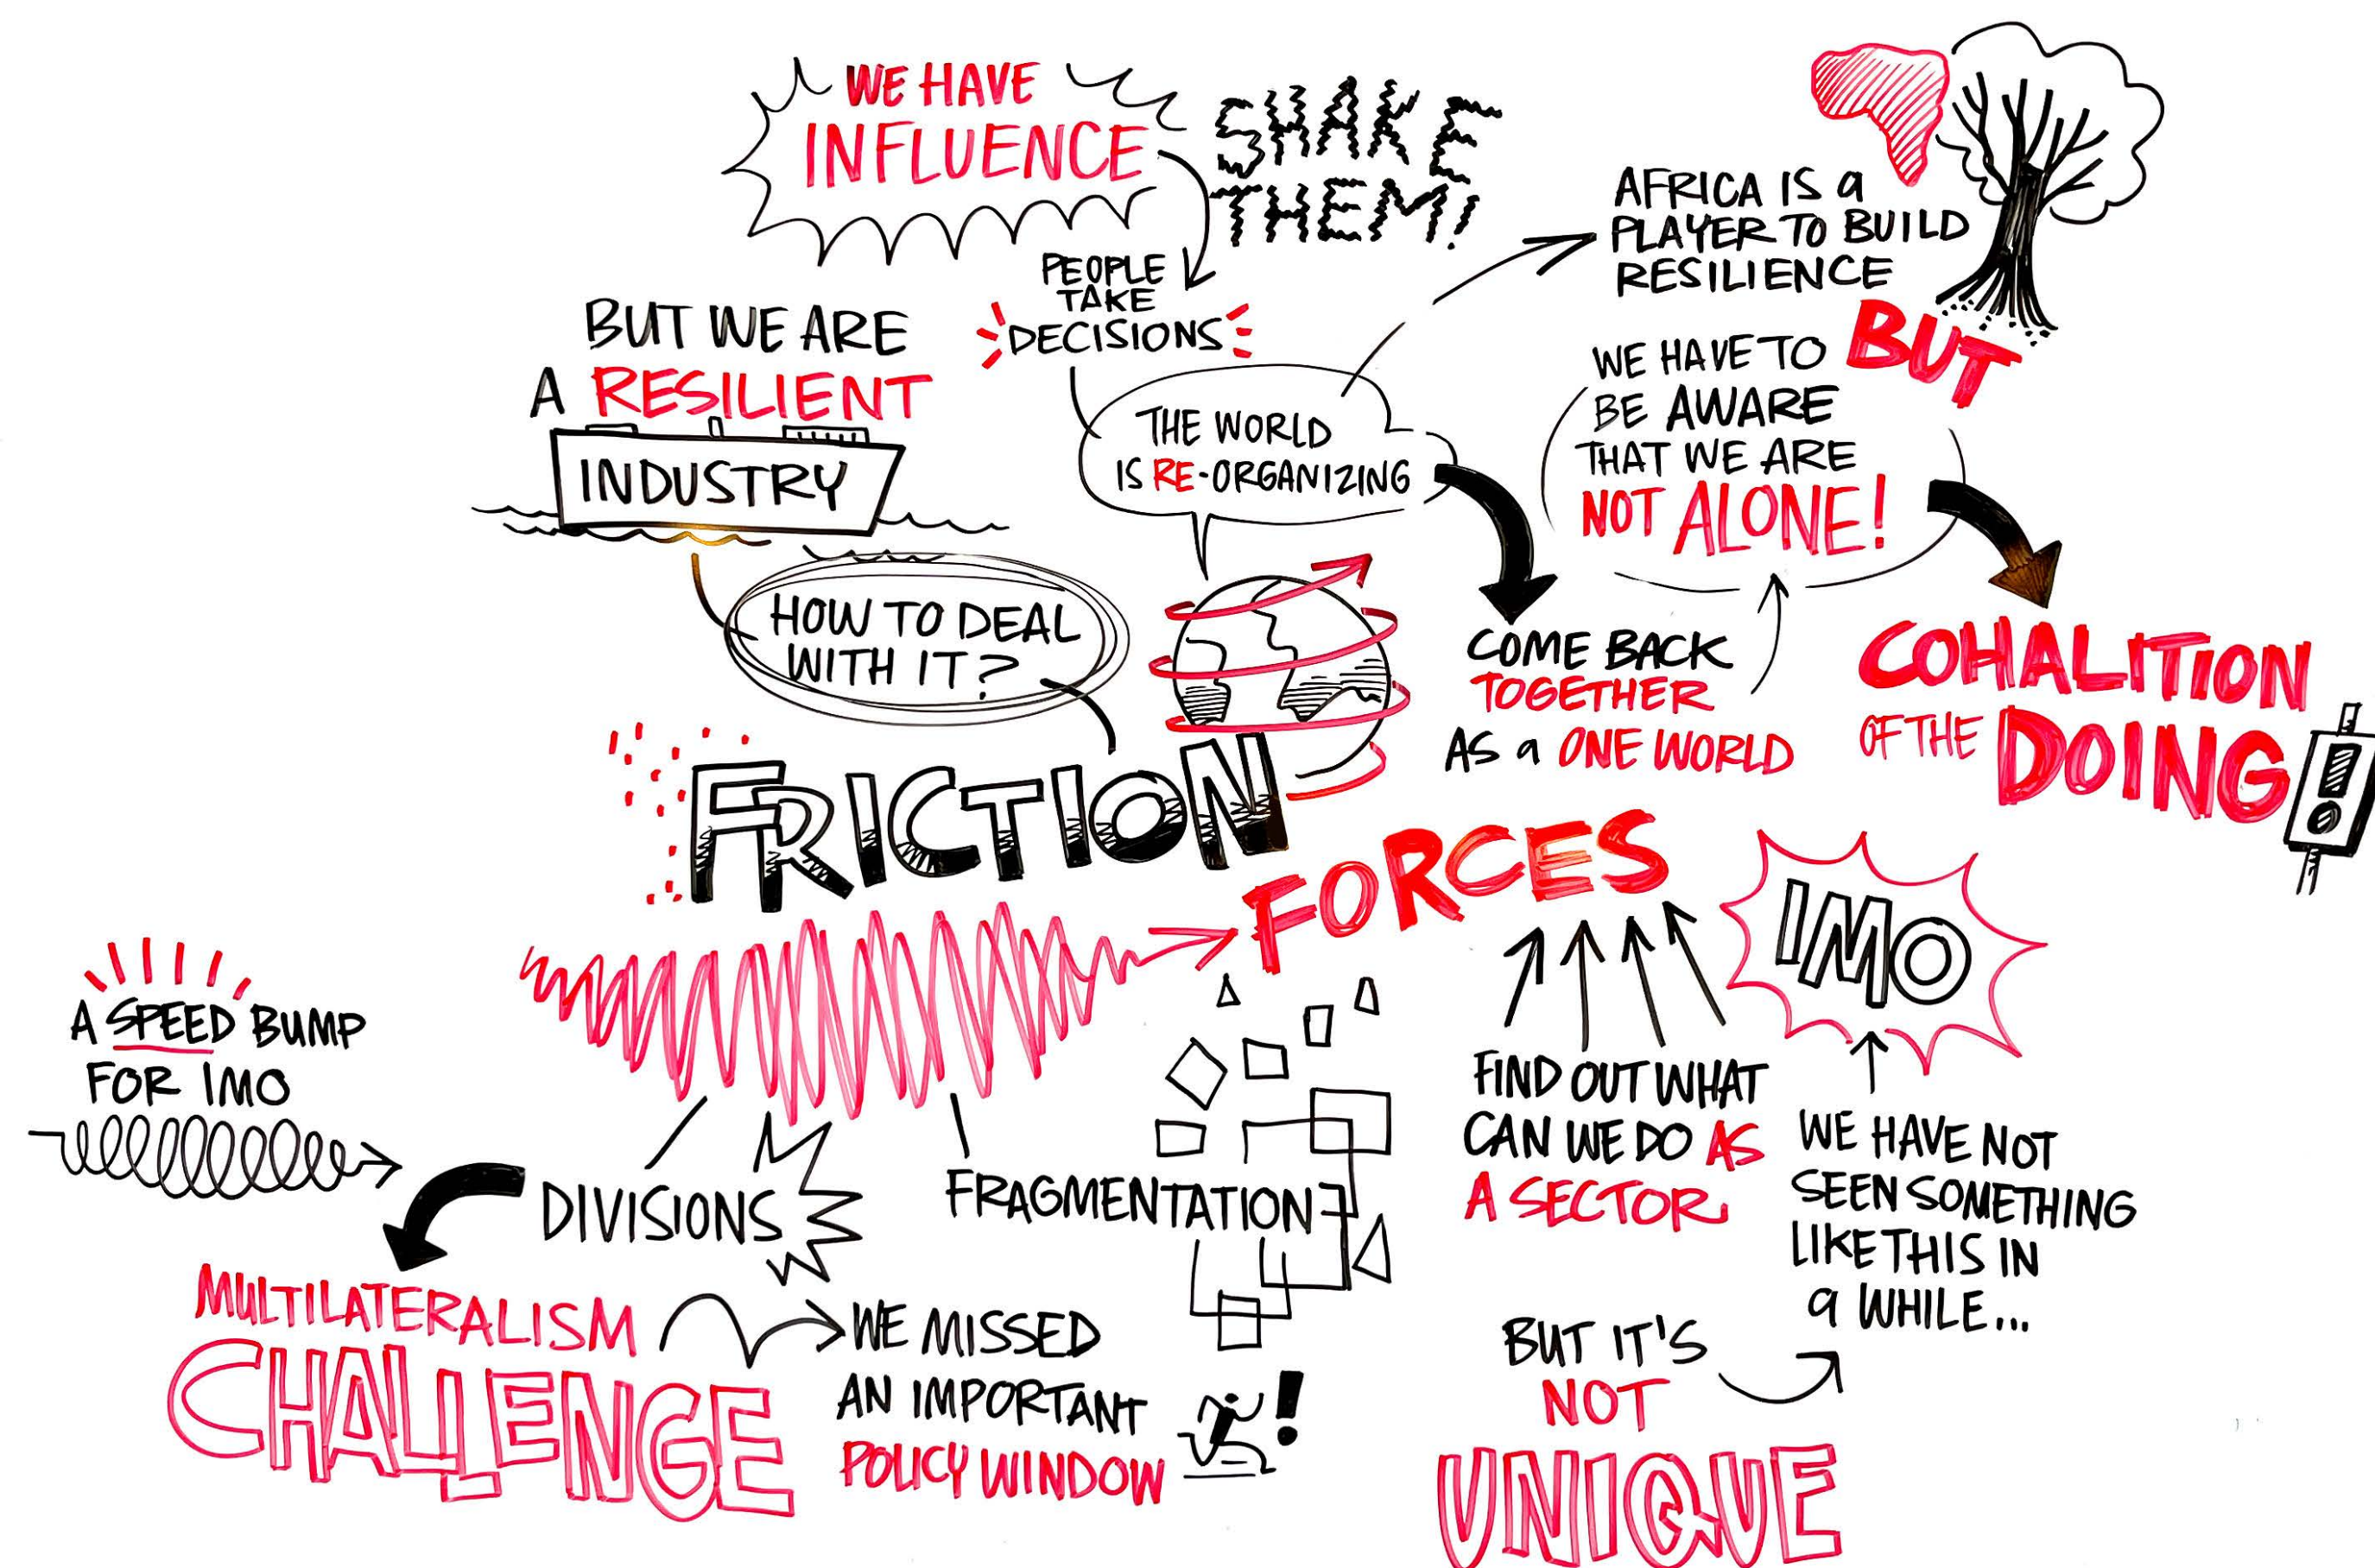 WE HAVE
INFLUENCE
SHAKE
THEM!
PEOPLE
TAKE
DECISIONS
BUT WE ARE
A RESILIENT
INDUSTRY
HOW TO DEAL
WITH IT?
THE WORLD
IS RE-ORGANIZING
AFRICA IS a
PLAYER TO BUILD
RESILIENCE
BUT
WE HAVE TO
BE AWARE
THAT WE ARE
NOT ALONE!
COME BACK
TOGETHER
AS a ONE WORLD
COHALITION
OF THE DOING
FRICTION
FORCES
A SPEED BUMP
FOR IMO
DIVISIONS
FRAGMENTATION
MULTILATERALISM
CHALLENGE
WE MISSED
AN IMPORTANT
POLICY WINDOW
!
FIND OUT WHAT
CAN WE DO AS
A SECTOR
IMO
WE HAVE NOT
SEEN SOMETHING
LIKE THIS IN
a WHILE...
BUT IT'S
NOT
UNIQUE